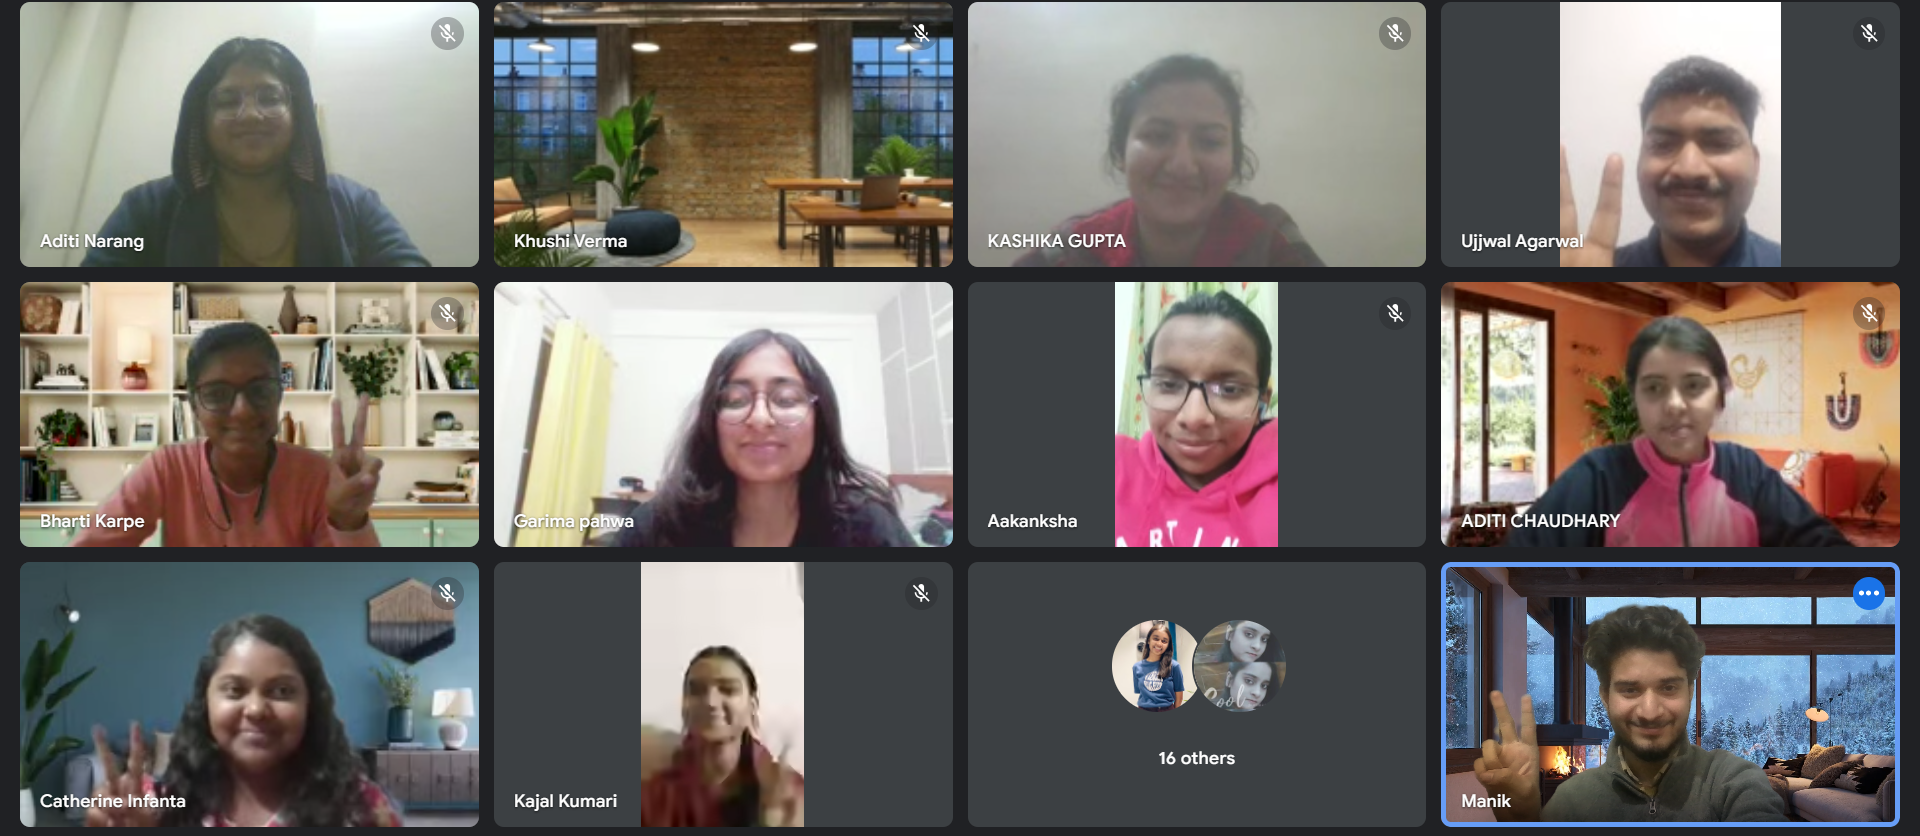 Aditi Narang
Khushi Verma
KASHIKA GUPTA
Ujjwal Agarwal
Bharti Karpe
Garima pahwa
Aakanksha
ADITI CHAUDHARY
Catherine Infanta
Kajal Kumari
Cool
16 others
Manik